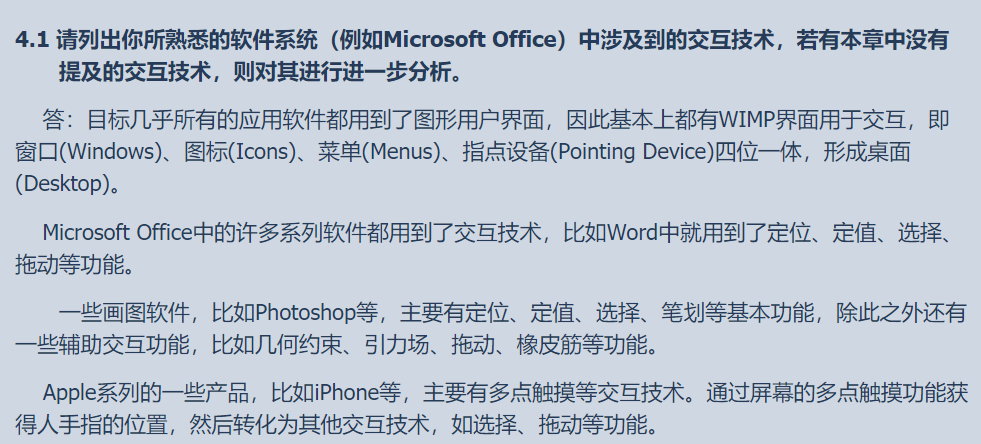 4.1 请列出你所熟悉的软件系统（例如Microsoft Office）中涉及到的交互技术，若有本章中没有
提及的交互技术，则对其进行进一步分析。
答：目标几乎所有的应用软件都用到了图形用户界面，因此基本上都有WIMP界面用于交互，即
窗口(Windows)、图标(Icons)、菜单(Menus)、指点设备(Pointing Device)四位一体，形成桌面
(Desktop)。
Microsoft Office中的许多系列软件都用到了交互技术，比如Word中就用到了定位、定值、选择、
拖动等功能。
一些画图软件，比如Photoshop等，主要有定位、定值、选择、笔划等基本功能，除此之外还有
一些辅助交互功能，比如几何约束、引力场、拖动、橡皮筋等功能。
Apple系列的一些产品，比如iPhone等，主要有多点触摸等交互技术。通过屏幕的多点触摸功能获
得人手指的位置，然后转化为其他交互技术，如选择、拖动等功能。